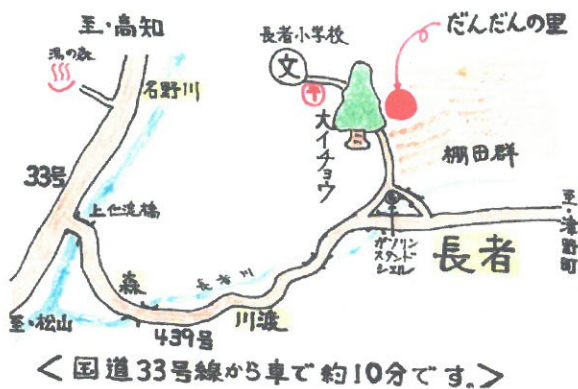 至・高知
湯の森
名野川
33号
上仁淀橋
至・松山
森
439号
川渡
長者川
長者小学校
文
大イチョウ
だんだんの里
棚田群
ガソリン
スタンド
シエル
長者
至・津野町
<国道33号線から車で約10分です。>